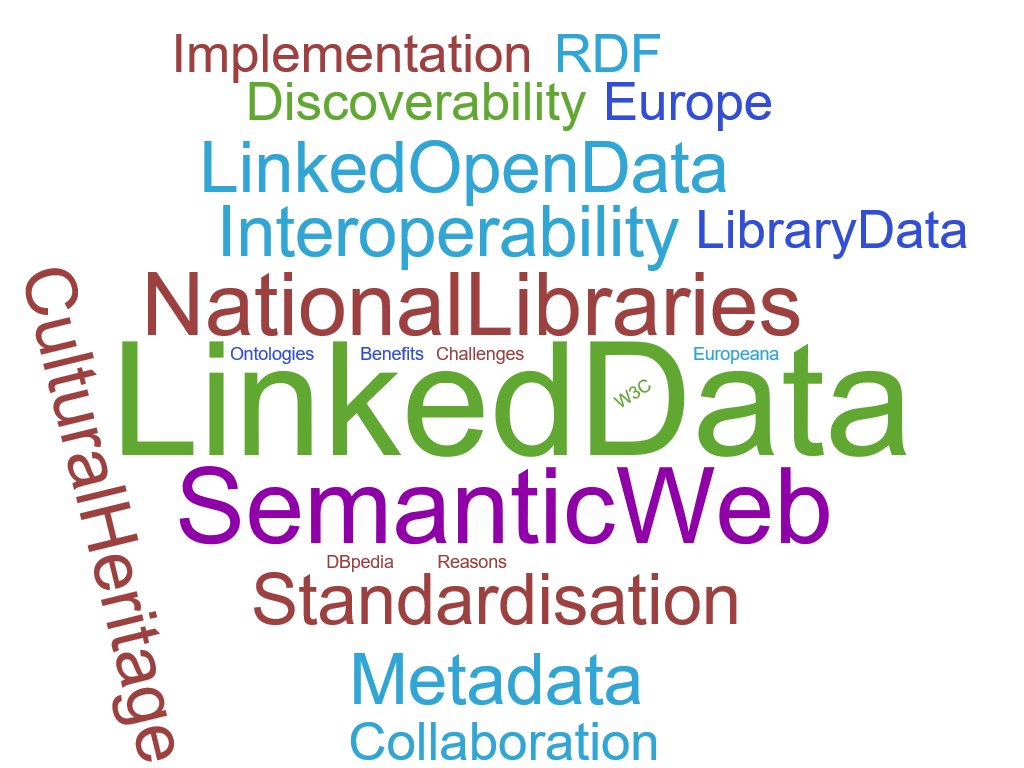 Implementation RDF
Discoverability Europe
LinkedOpenData
Interoperability LibraryData
NationalLibraries
CulturalHeritage
Ontologies Benefits Challenges Europeana
LinkedData
W3C
SemanticWeb
DBpedia Reasons
Standardisation
Metadata
Collaboration